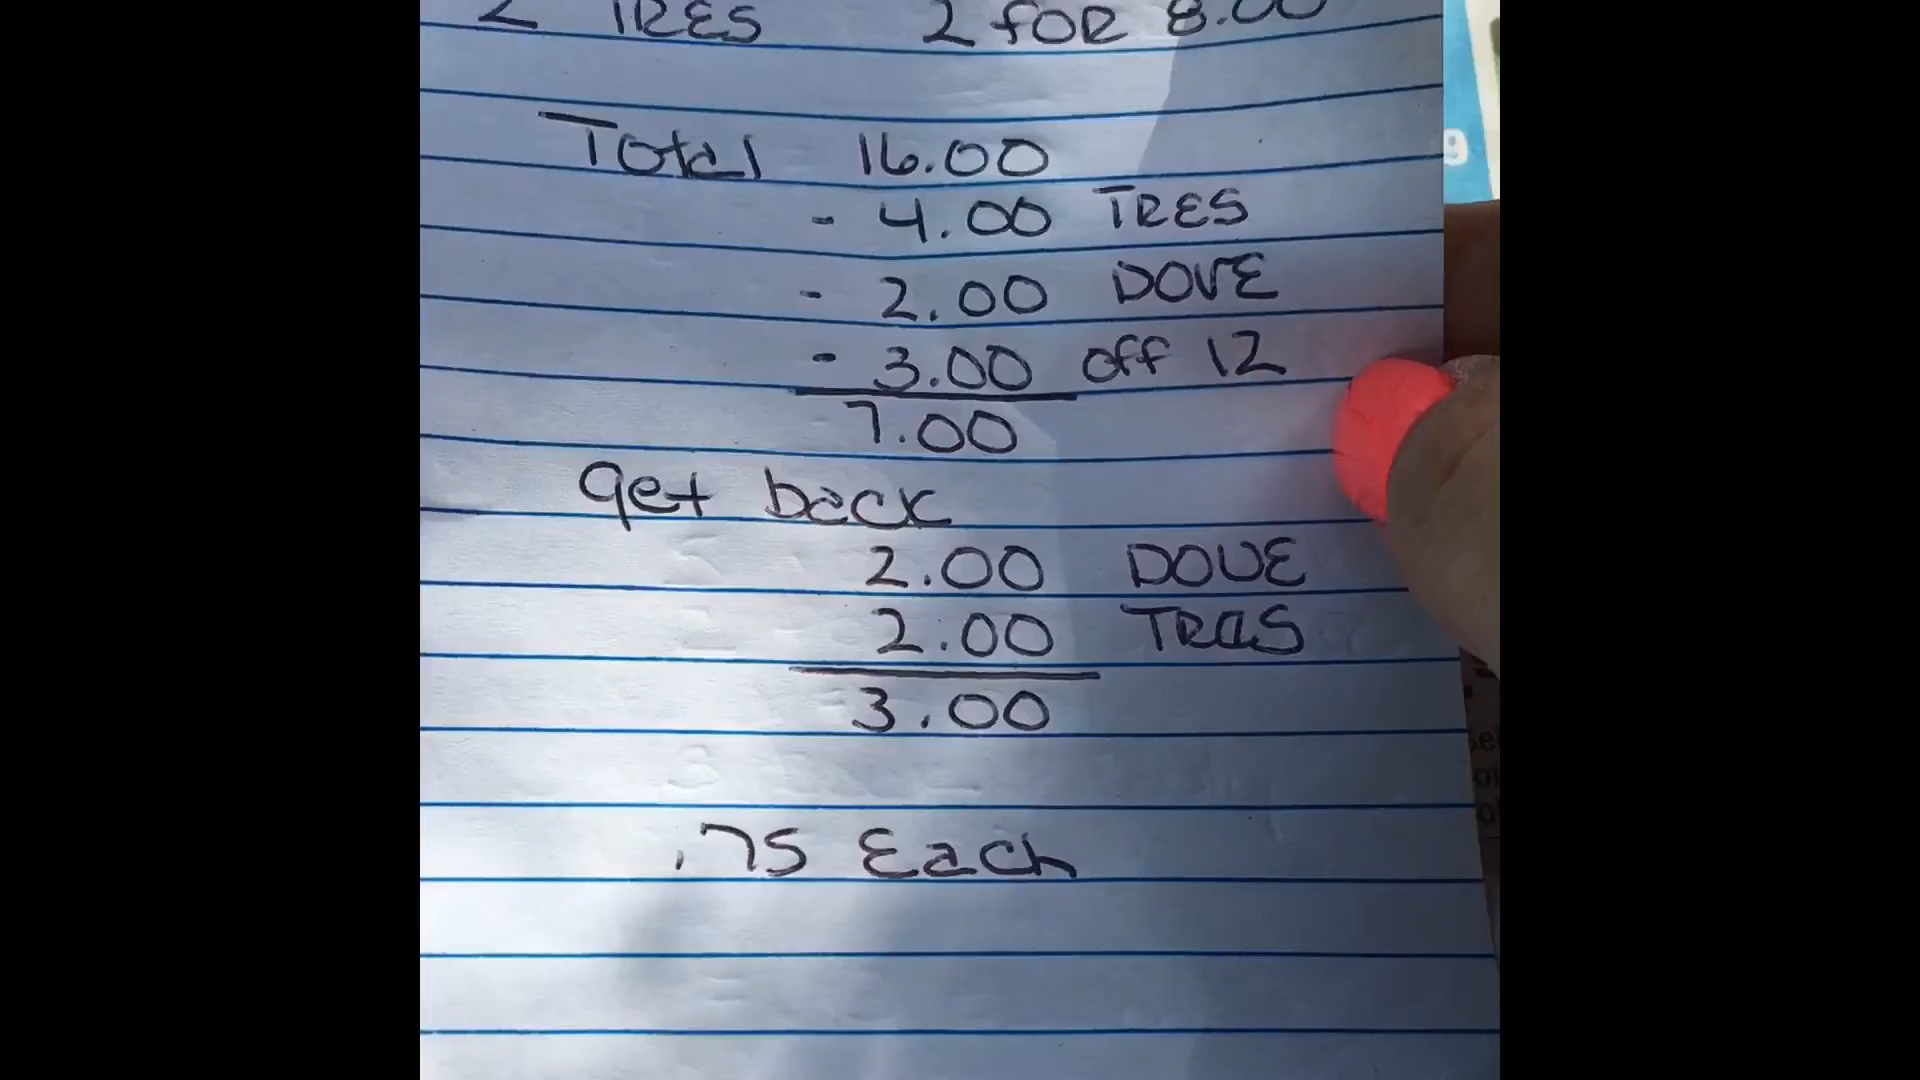 2 TRES 2 FOR 8.00
Total 16.00
- 4.00 TRES
- 2.00 DOVE
- 3.00 off 12
7.00
get back
2.00 DOVE
2.00 TRES
3.00
.75 Each
9